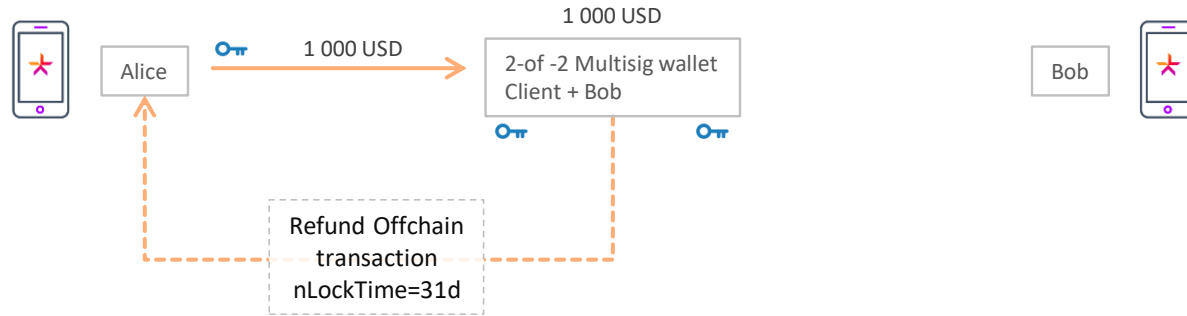 1 000 USD
1 000 USD
Alice
2-of -2 Multisig wallet
Client + Bob
Bob
Refund Offchain
transaction
nLockTime=31d